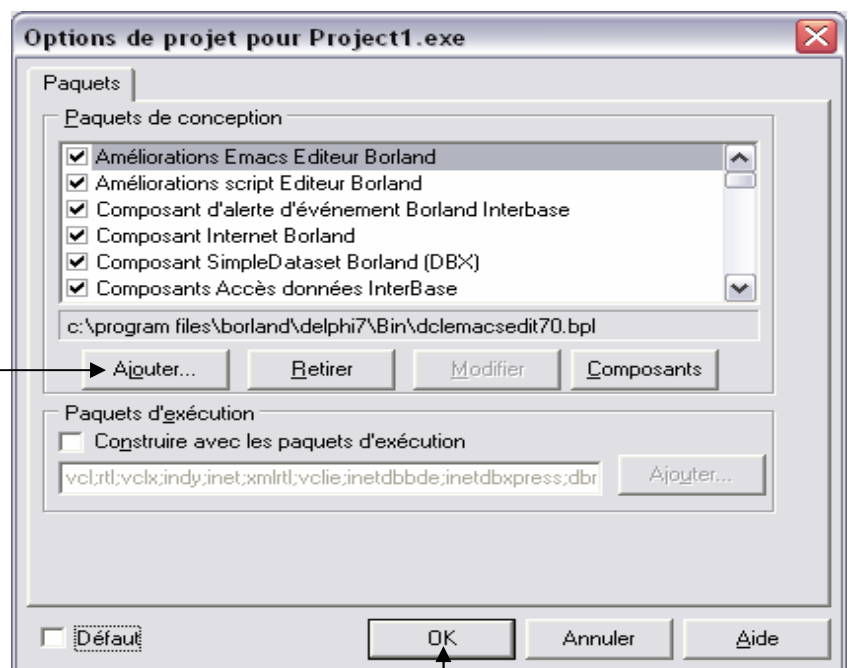 Options de projet pour Project1.exe
Paquets
Paquets de conception
Améliorations Emacs Editeur Borland
Améliorations script Editeur Borland
Composant d'alerte d'événement Borland Interbase
Composant Internet Borland
Composant SimpleDataset Borland (DBX)
Composants Accès données InterBase
c:\program files\borland\delphi7\Bin\dclemacsedit70.bpl
Ajouter... Retirer Modifier Composants
Paquets d'exécution
Construire avec les paquets d'exécution
vcl;rtl;vclx;indy;inet;xmlrtl;vclie;inetdbbde;inetdbxpress;dbr Ajouter...
Défaut OK Annuler Aide